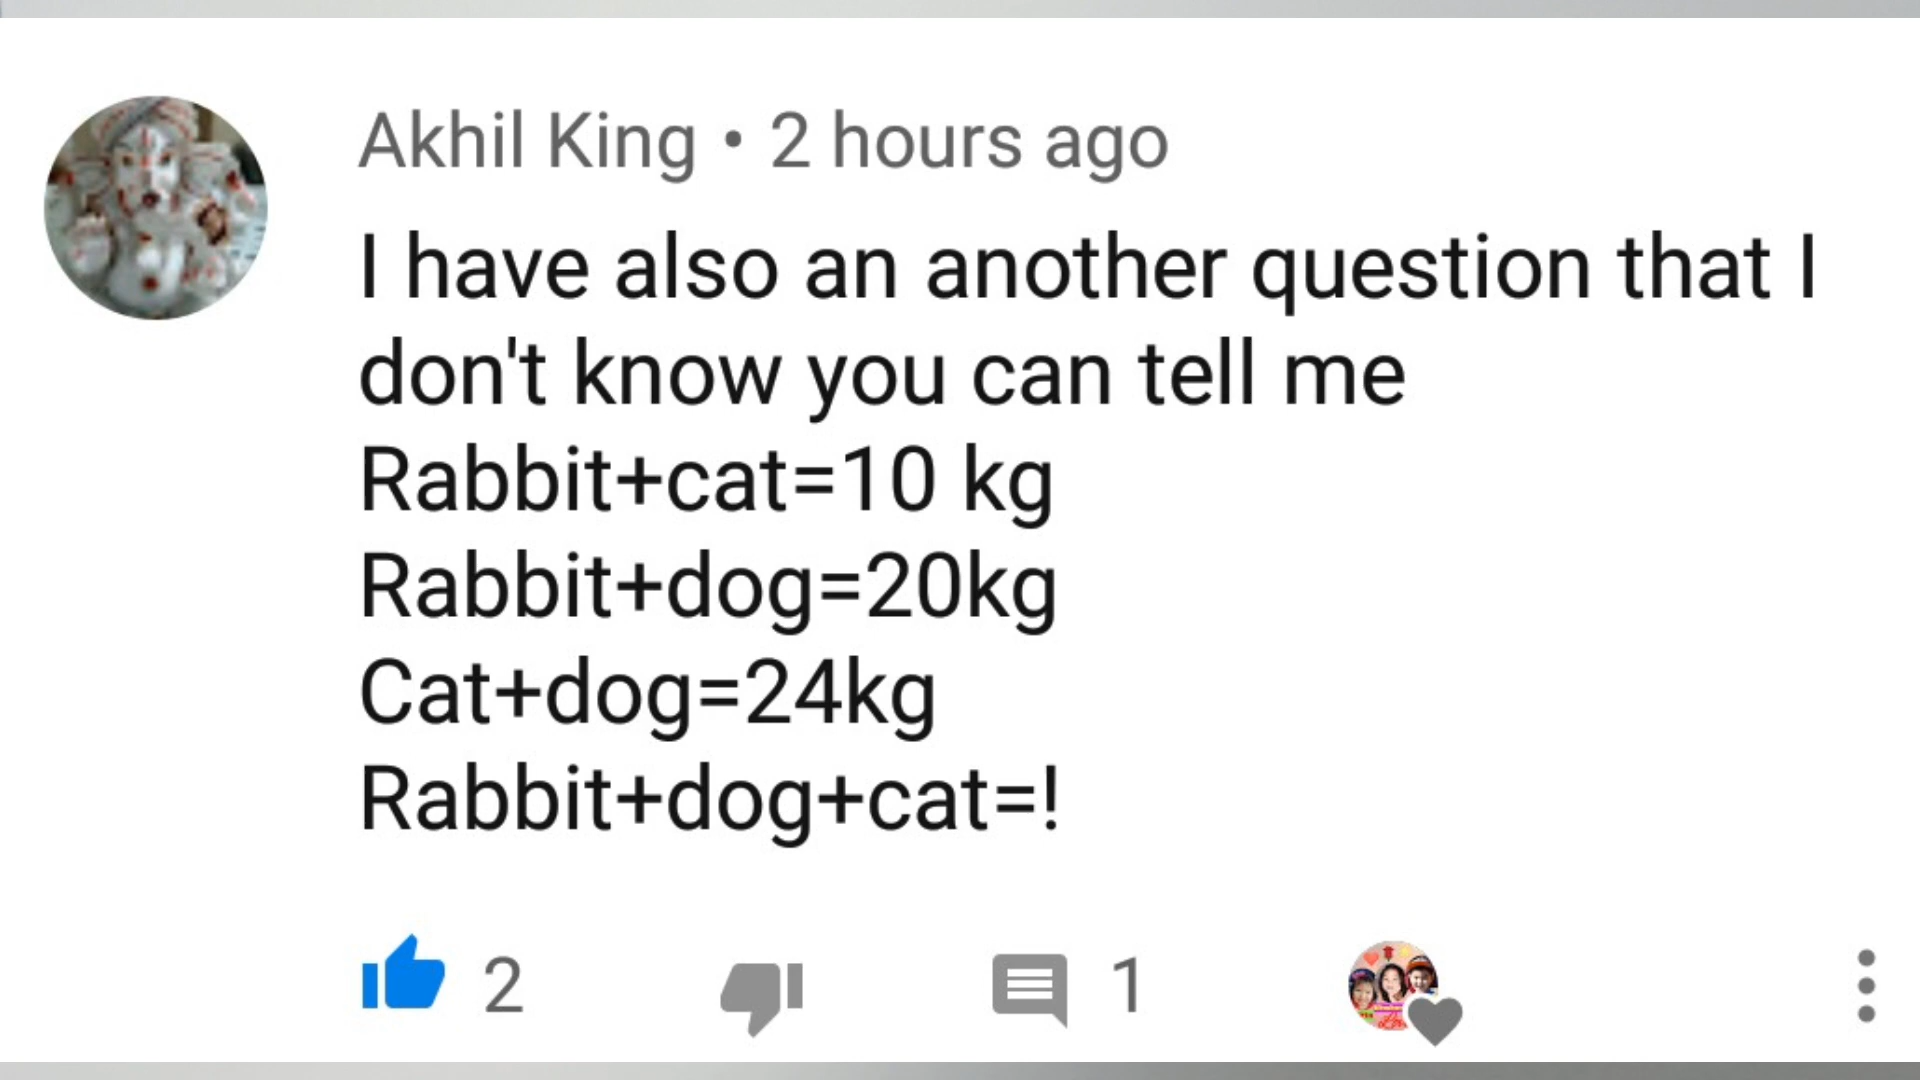 Akhil King • 2 hours ago
I have also an another question that I
don't know you can tell me
Rabbit+cat=10 kg
Rabbit+dog=20kg
Cat+dog=24kg
Rabbit+dog+cat=!
2 1